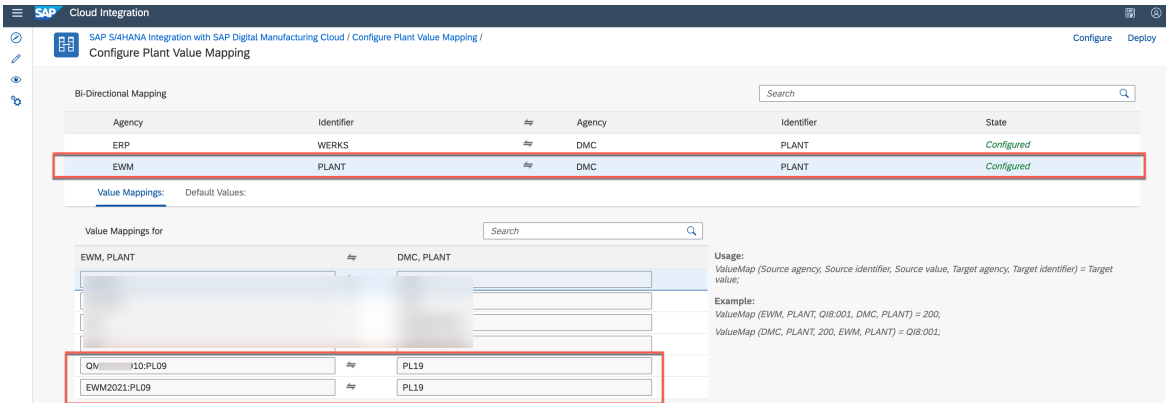 SAP Cloud Integration
SAP S/4HANA Integration with SAP Digital Manufacturing Cloud / Configure Plant Value Mapping /
Configure Plant Value Mapping
Configure Deploy
Bi-Directional Mapping
Search
Agency Identifier ⇋ Agency Identifier State
ERP WERKS ⇋ DMC PLANT Configured
EWM PLANT ⇋ DMC PLANT Configured
Value Mappings: Default Values:
Value Mappings for
Search
EWM, PLANT ⇋ DMC, PLANT
QM 010:PL09 ⇋ PL19
EWM2021:PL09 ⇋ PL19
Usage:
ValueMap (Source agency, Source identifier, Source value, Target agency, Target identifier) = Target
value;
Example:
ValueMap (EWM, PLANT, QI8:001, DMC, PLANT) = 200;
ValueMap (DMC, PLANT, 200, EWM, PLANT) = QI8:001;